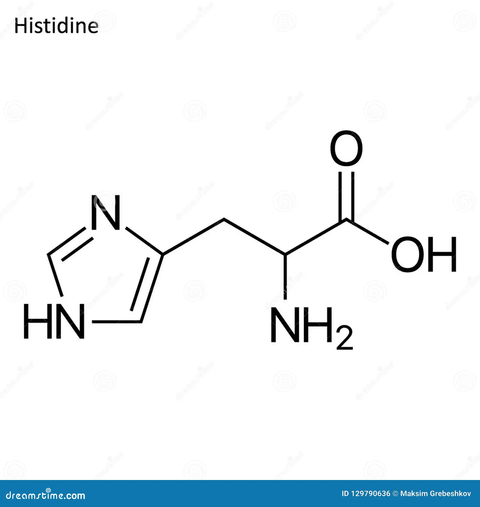 Histidine
O
N
OH
HN
NH2
dreamstime.com
ID 129790636 © Maksim Grebeshkov